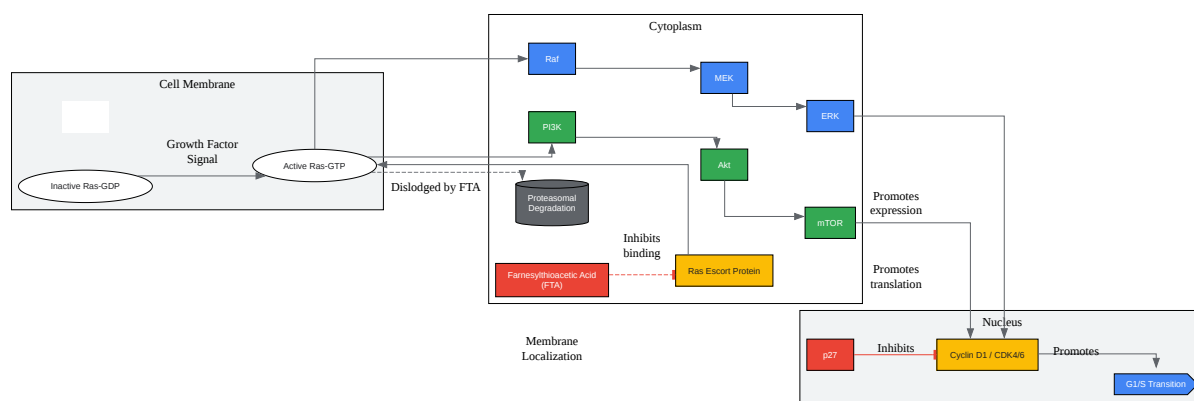 Cytoplasm
Cell Membrane
Raf
MEK
ERK
Growth Factor
Signal
PI3K
Active Ras-GTP
Akt
Inactive Ras-GDP
Dislodged by FTA
Proteasomal
Degradation
Promotes
expression
mTOR
Inhibits
binding
Farnesylthioacetic Acid
(FTA)
Ras Escort Protein
Promotes
translation
Membrane
Localization
Nucleus
p27
Inhibits
Cyclin D1 / CDK4/6
Promotes
G1/S Transition